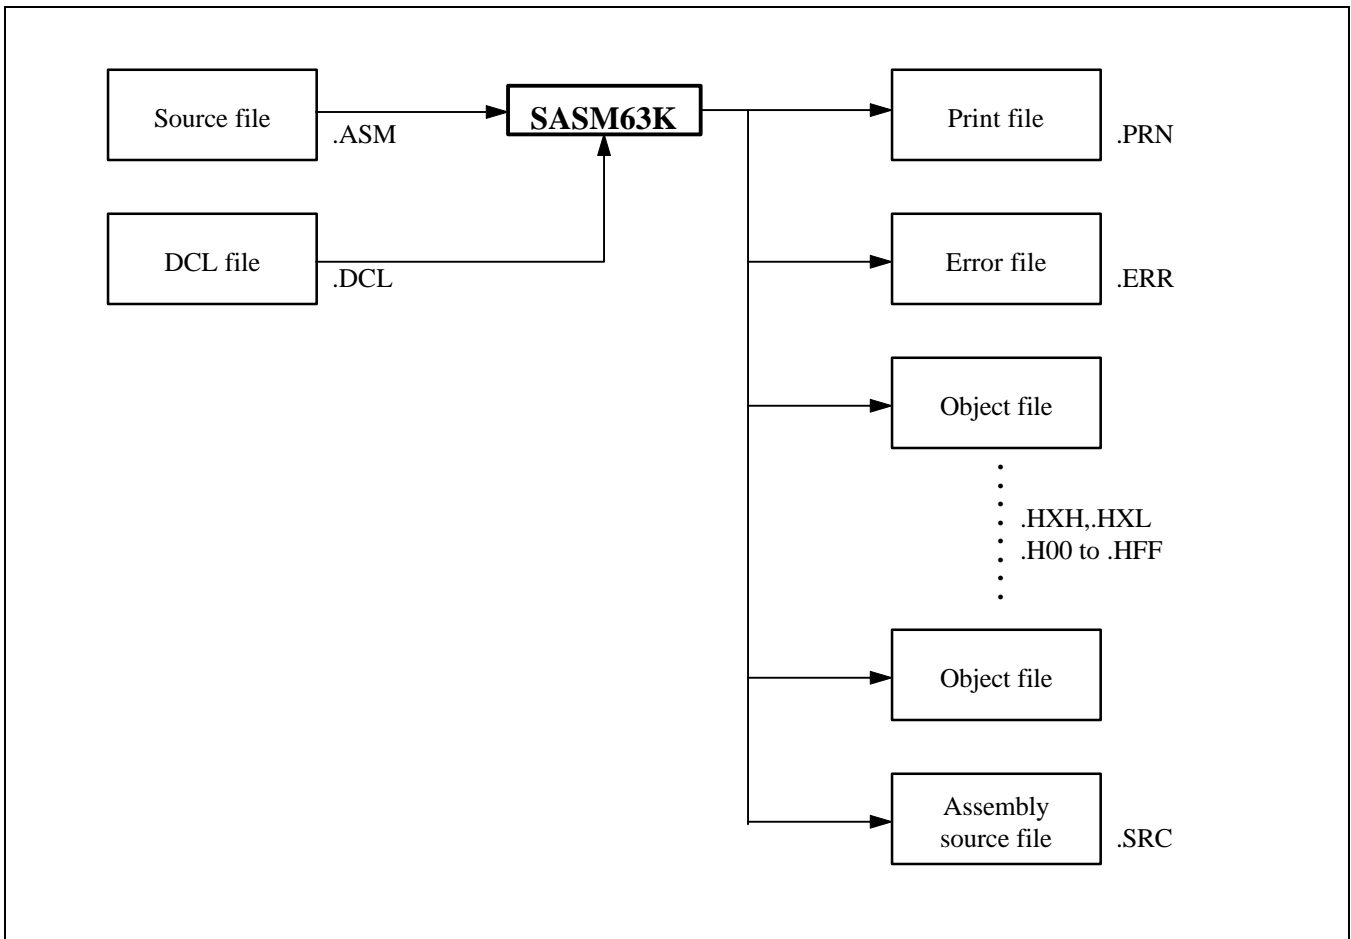 Source file
.ASM
SASM63K
Print file
.PRN
DCL file
.DCL
Error file
.ERR
Object file
.HXH,.HXL
.H00 to .HFF
Object file
Assembly
source file
.SRC